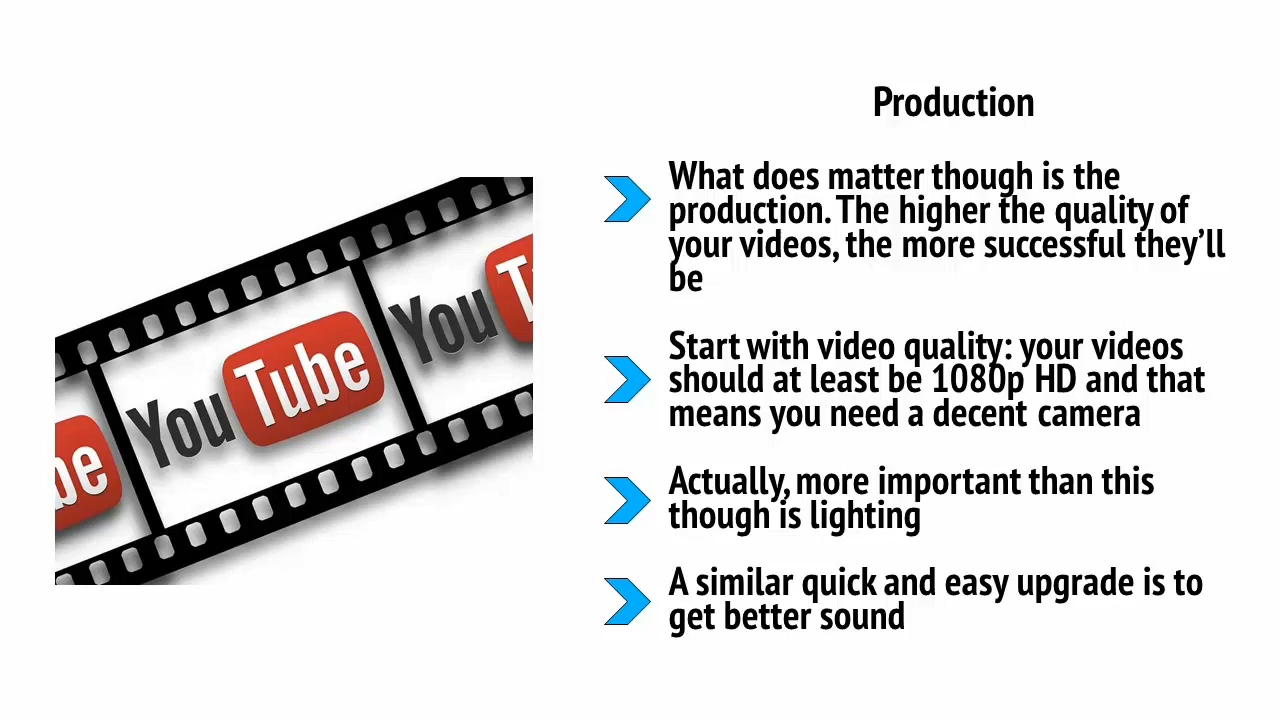 Production
What does matter though is the
production. The higher the quality of
your videos, the more successful they’ll
be
Start with video quality: your videos
should at least be 1080p HD and that
means you need a decent camera
Actually, more important than this
though is lighting
A similar quick and easy upgrade is to
get better sound
be
YouTube
YouT